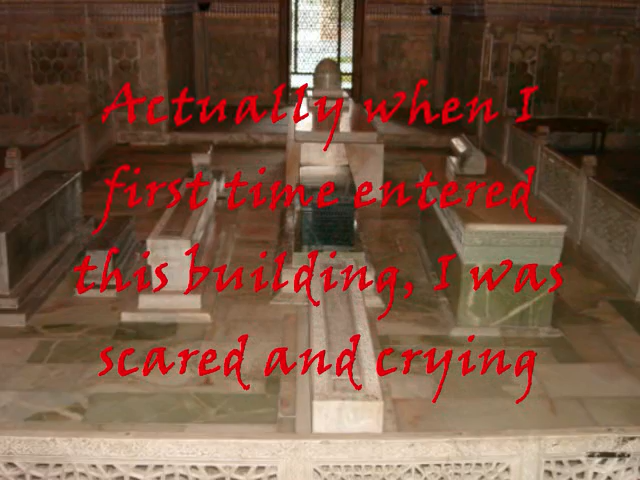 Actually when I
first time entered
this building, I was
scared and crying